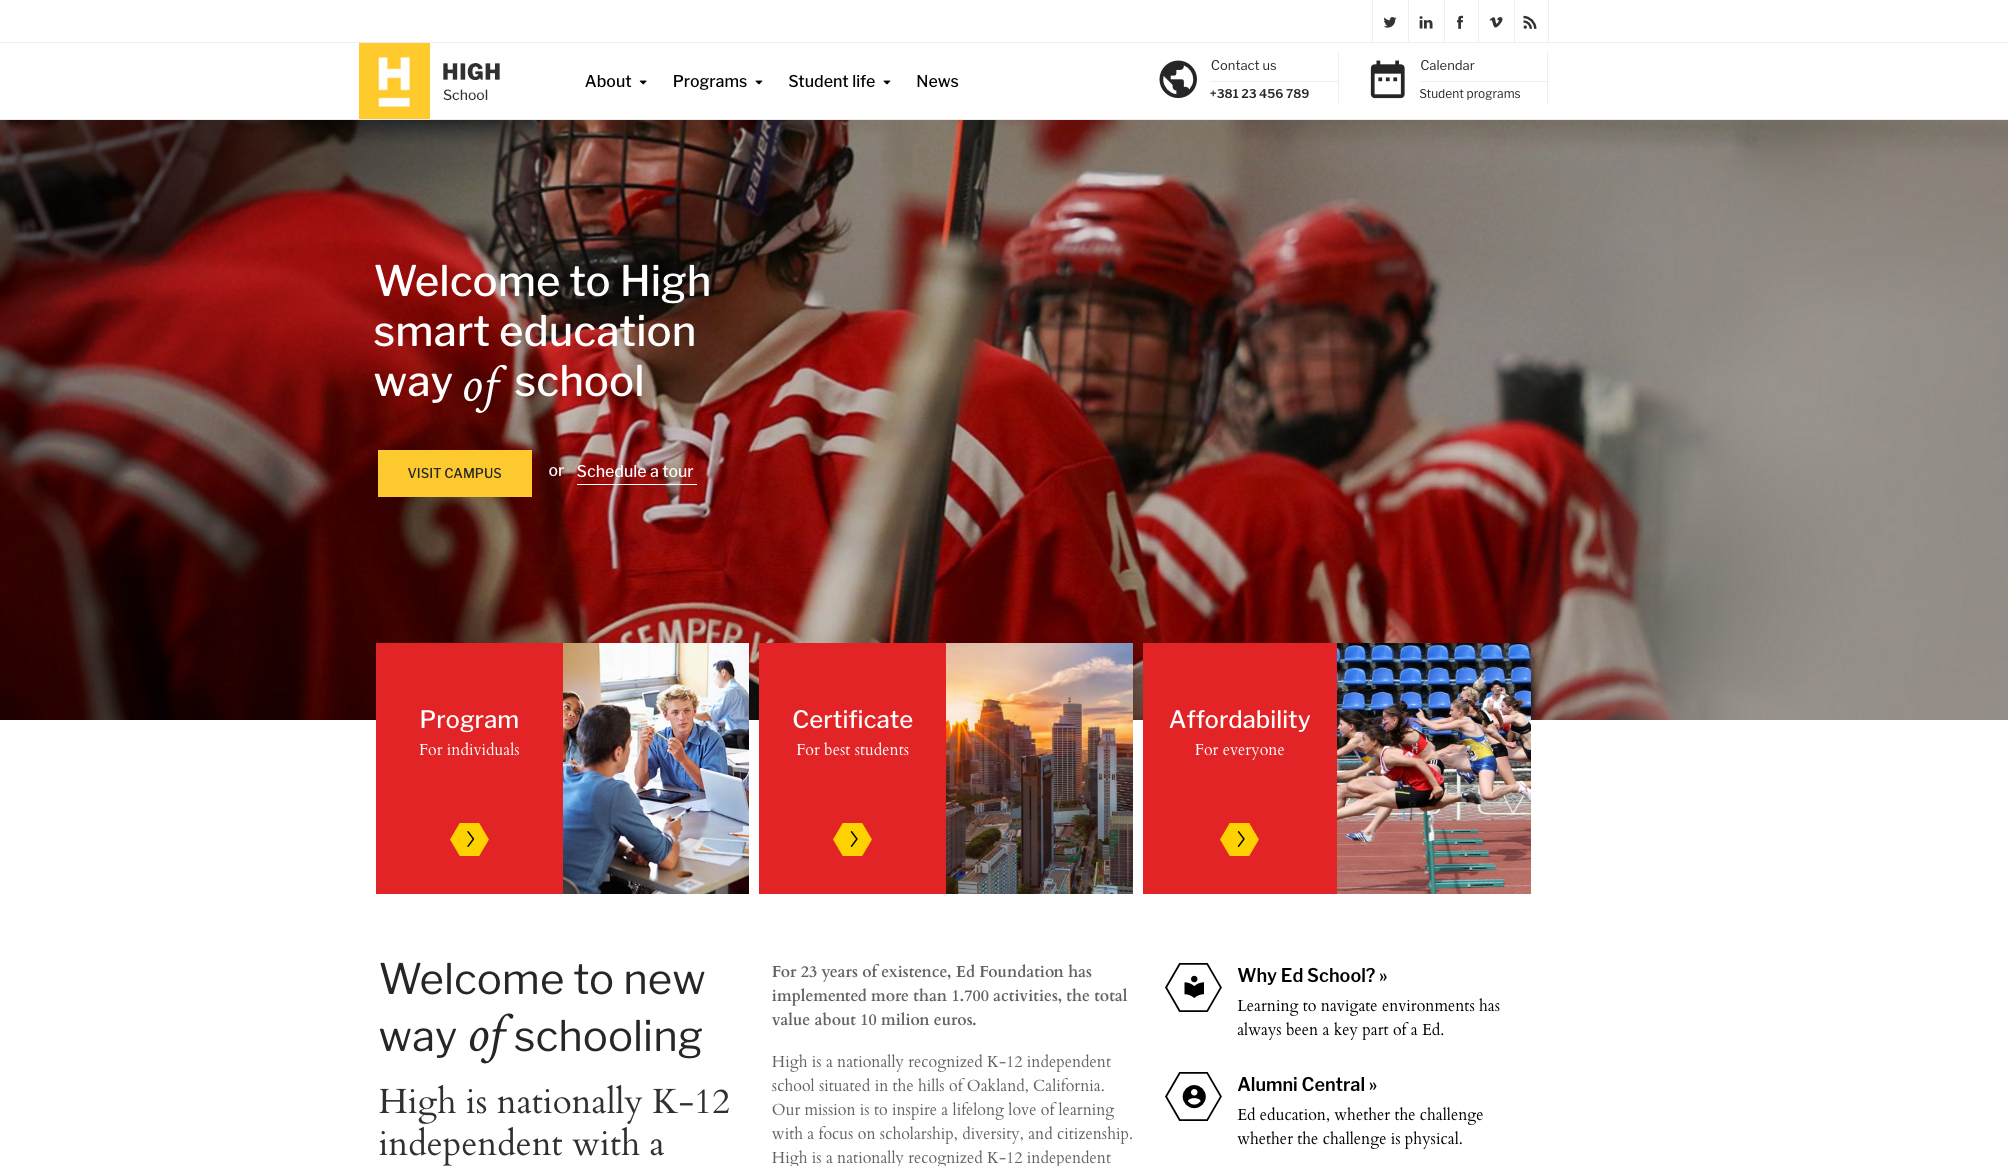 HIGH
School
About
Programs
Student life
News
Contact us
+381 23 456 789
Calendar
Student programs
BAUER
Welcome to High
smart education
way of school
VISIT CAMPUS
or Schedule a tour
2
4
1
2
SEMPER
Program
For individuals
Certificate
For best students
Affordability
For everyone
Welcome to new
way of schooling
High is nationally K-12
independent with a
For 23 years of existence, Ed Foundation has
implemented more than 1.700 activities, the total
value about 10 milion euros.
High is a nationally recognized K-12 independent
school situated in the hills of Oakland, California.
Our mission is to inspire a lifelong love of learning
with a focus on scholarship, diversity, and citizenship.
High is a nationally recognized K-12 independent
Why Ed School? »
Learning to navigate environments has
always been a key part of a Ed.
Alumni Central »
Ed education, whether the challenge
whether the challenge is physical.